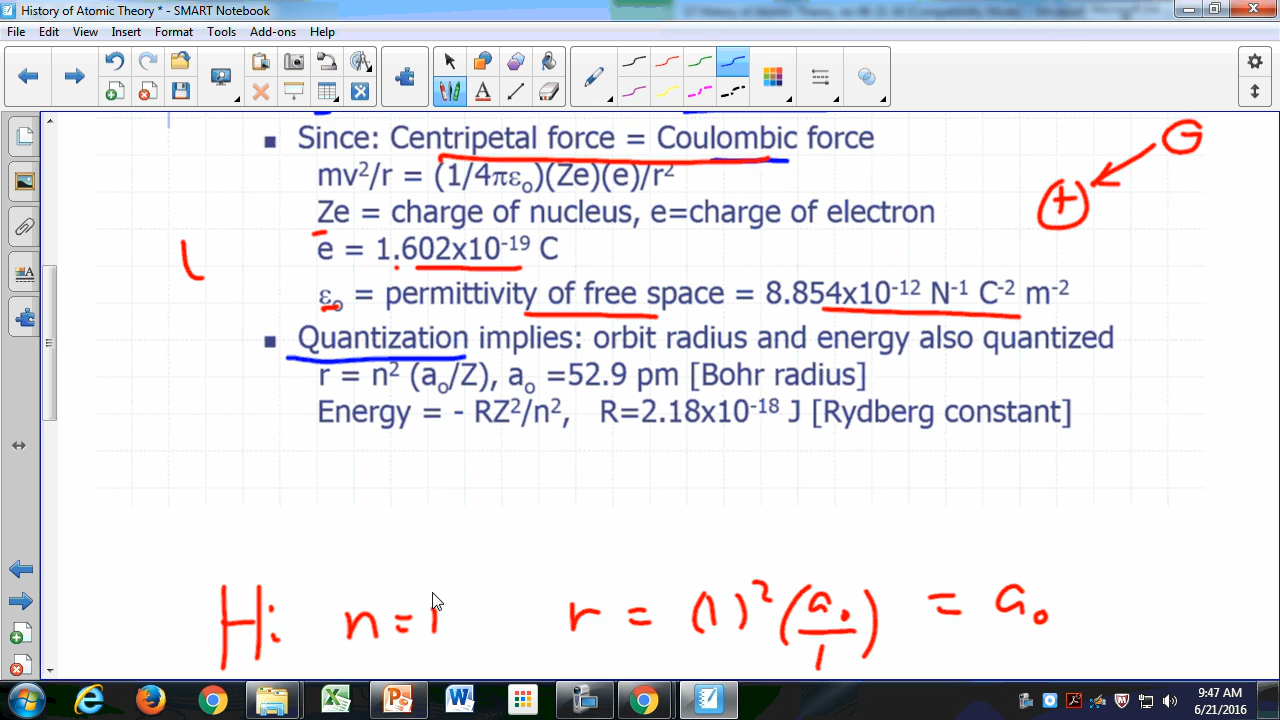 History of Atomic Theory * - SMART Notebook
File Edit View Insert Format Tools Add-ons Help
■ Since: Centripetal force = Coulombic force
mv²/r = (1/4πεₒ)(Ze)(e)/r²
Ze = charge of nucleus, e=charge of electron
e = 1.602x10⁻¹⁹ C
εₒ = permittivity of free space = 8.854x10⁻¹² N⁻¹ C⁻² m⁻²
■ Quantization implies: orbit radius and energy also quantized
r = n² (aₒ/Z), aₒ =52.9 pm [Bohr radius]
Energy = - RZ²/n², R=2.18x10⁻¹⁸ J [Rydberg constant]
H: n=1 r = (1)² (a₀/1) = a₀
9:47 AM
6/21/2016